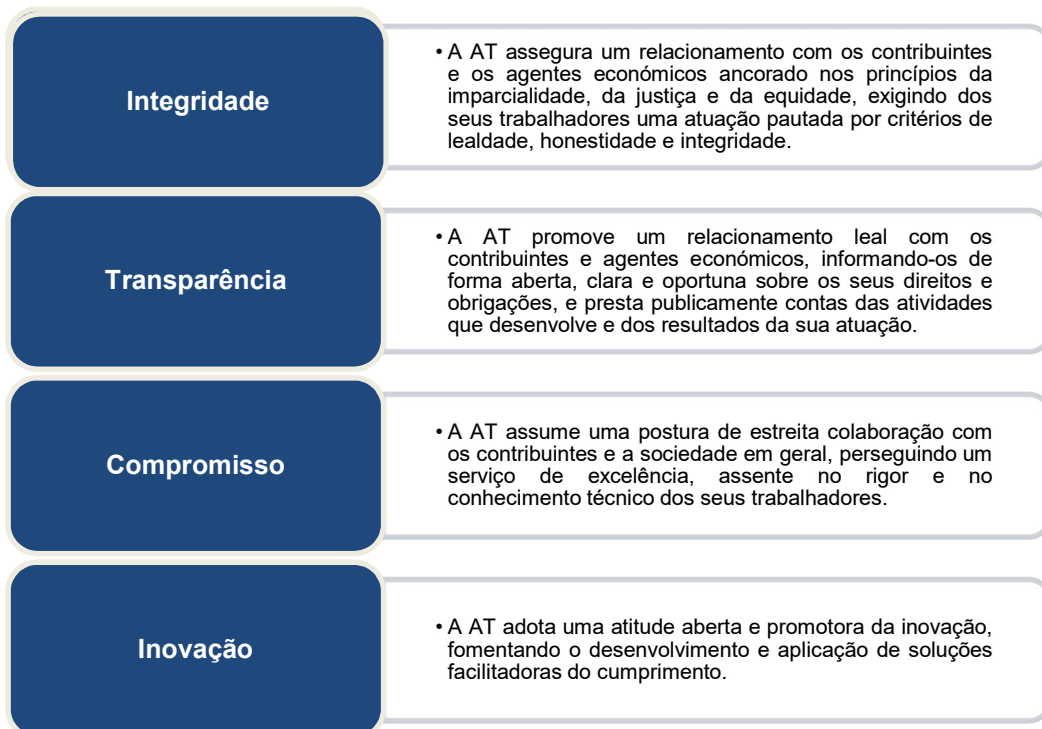 Integridade
• A AT assegura um relacionamento com os contribuintes
e os agentes económicos ancorado nos princípios da
imparcialidade, da justiça e da equidade, exigindo dos
seus trabalhadores uma atuação pautada por critérios de
lealdade, honestidade e integridade.
Transparência
• A AT promove um relacionamento leal com os
contribuintes e agentes económicos, informando-os de
forma aberta, clara e oportuna sobre os seus direitos e
obrigações, e presta publicamente contas das atividades
que desenvolve e dos resultados da sua atuação.
Compromisso
• A AT assume uma postura de estreita colaboração com
os contribuintes e a sociedade em geral, perseguindo um
serviço de excelência, assente no rigor e no
conhecimento técnico dos seus trabalhadores.
Inovação
• A AT adota uma atitude aberta e promotora da inovação,
fomentando o desenvolvimento e aplicação de soluções
facilitadoras do cumprimento.